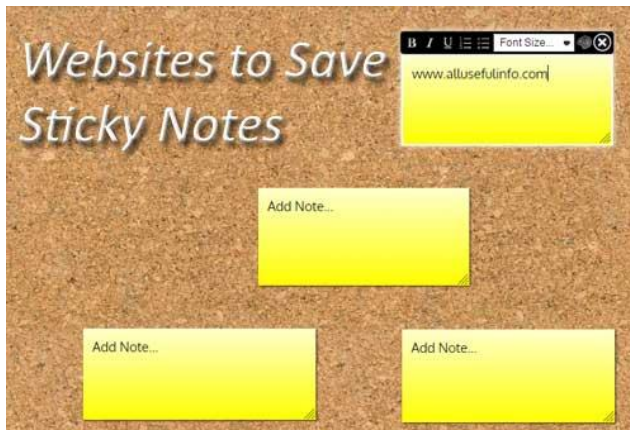 Websites to Save
Sticky Notes
B I U Font Size...
www.allusefulinfo.com
Add Note...
Add Note...
Add Note...